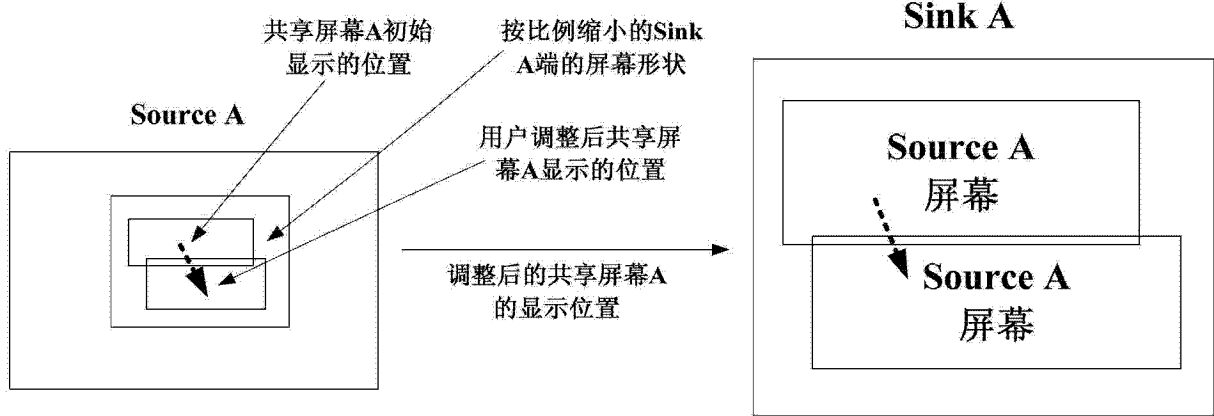 共享屏幕A初始
显示的位置
按比例缩小的Sink
A端的屏幕形状
Sink A
Source A
用户调整后共享屏
幕A显示的位置
调整后的共享屏幕A
的显示位置
Source A
屏幕
Source A
屏幕